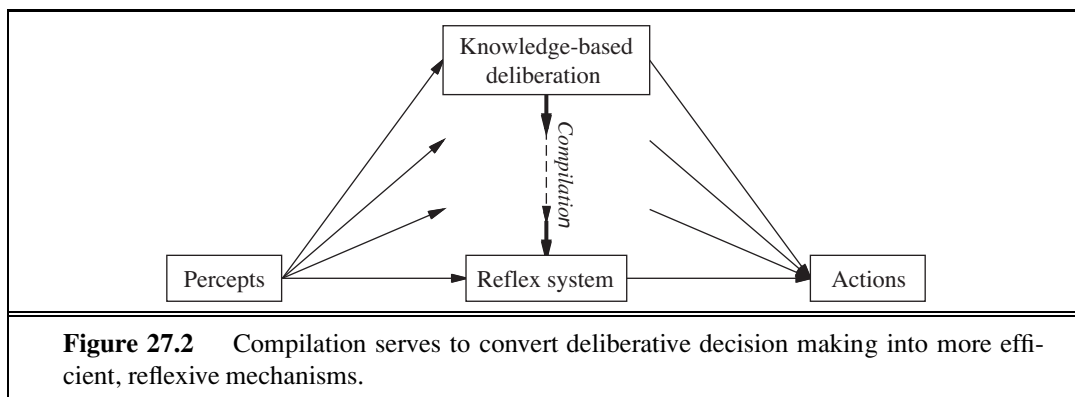 Knowledge-based
deliberation
Compilation
Percepts
Reflex system
Actions
Figure 27.2 Compilation serves to convert deliberative decision making into more effi-
cient, reflexive mechanisms.